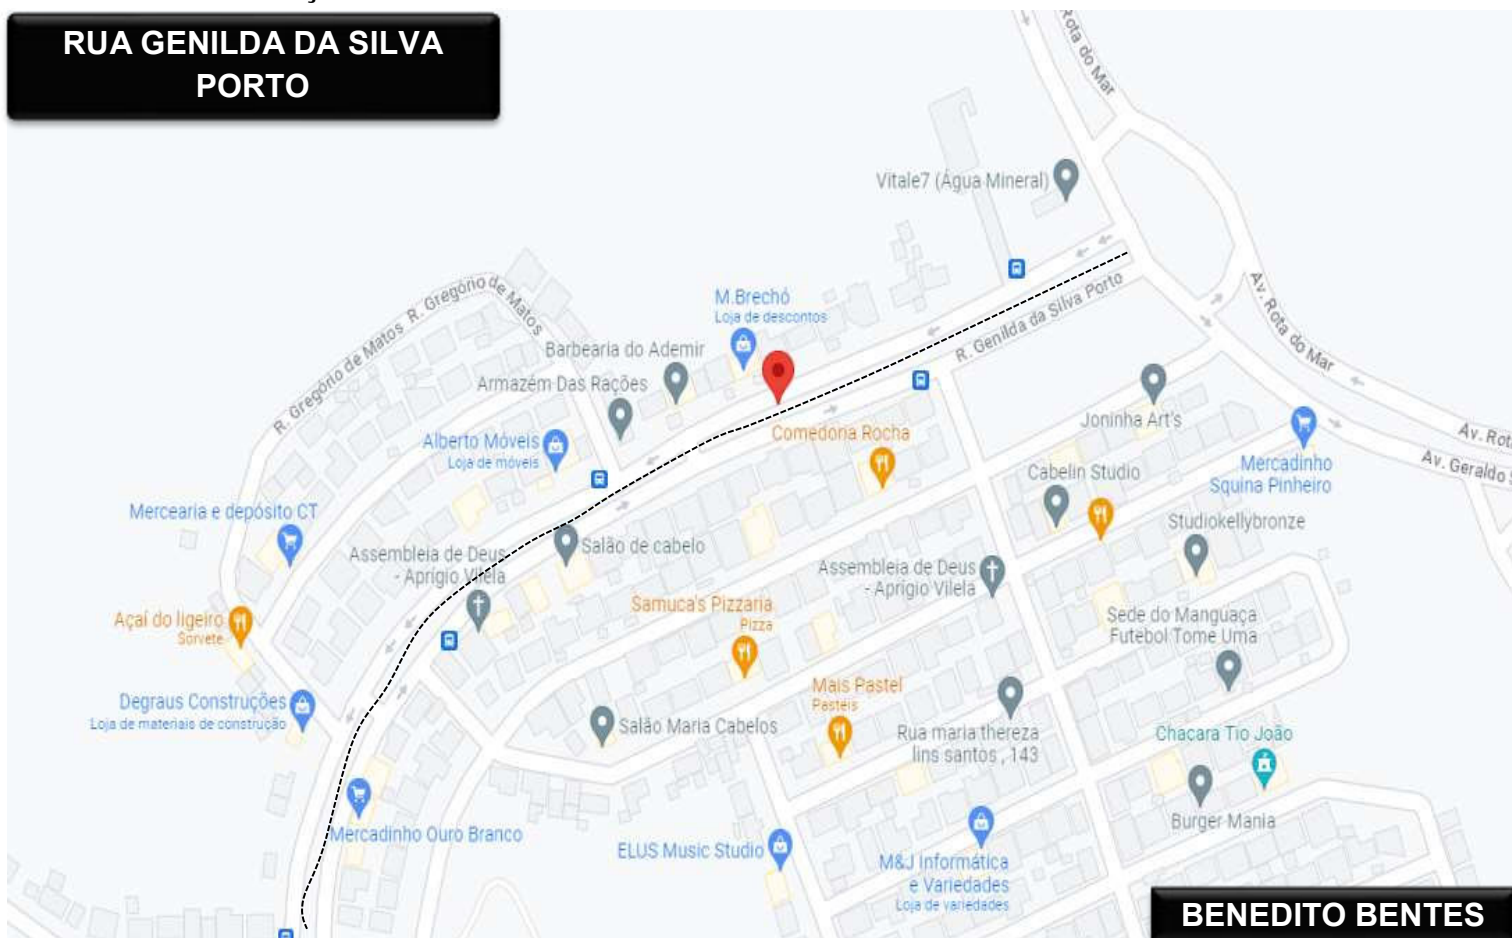 RUA GENILDA DA SILVA
PORTO
Rota do Mar
Vitale7 (Água Mineral)
R. Gregório de Matos
R. Gregório de Matos
M.Brechó
Loja de descontos
R. Genilda da Silva Porto
Av. Rota do Mar
Barbearia do Ademir
Armazém Das Rações
Alberto Móveis
Loja de móveis
Comedoria Rocha
Joninha Art's
Av. Rot
Av. Geraldo
Mercadinho
Squina Pinheiro
Cabelin Studio
Mercearia e depósito CT
Studiokellybronze
Assembleia de Deus
- Aprígio Vilela
Salão de cabelo
Assembleia de Deus
- Aprígio Vilela
Samuca's Pizzaria
Pizza
Açaí do ligeiro
Sorvete
Sede do Manguaça
Futebol Tome Uma
Degraus Construções
Loja de materiais de construção
Mais Pastel
Pastéis
Salão Maria Cabelos
Rua maria thereza
lins santos , 143
Chacara Tio João
Mercadinho Ouro Branco
Burger Mania
ELUS Music Studio
M&J Informática
e Variedades
Loja de variedades
BENEDITO BENTES